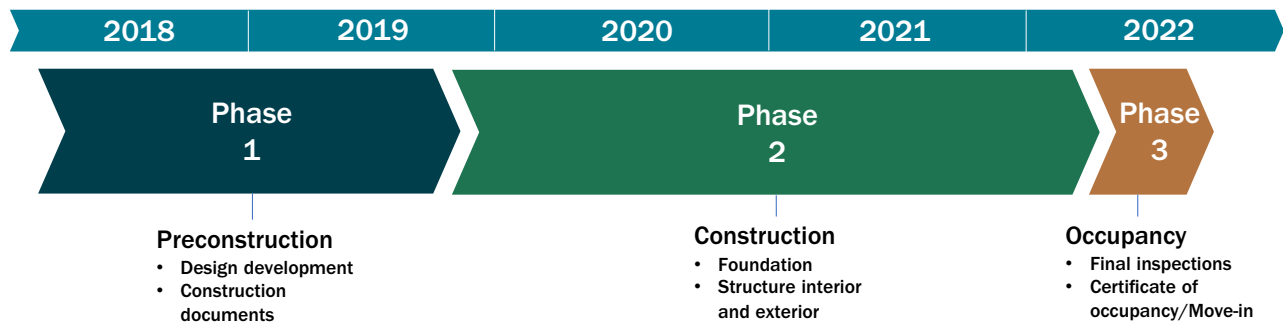 2018 2019 2020 2021 2022
Phase
1
Phase
2
Phase
3
Preconstruction
• Design development
• Construction
documents
Construction
• Foundation
• Structure interior
and exterior
Occupancy
• Final inspections
• Certificate of
occupancy/Move-in